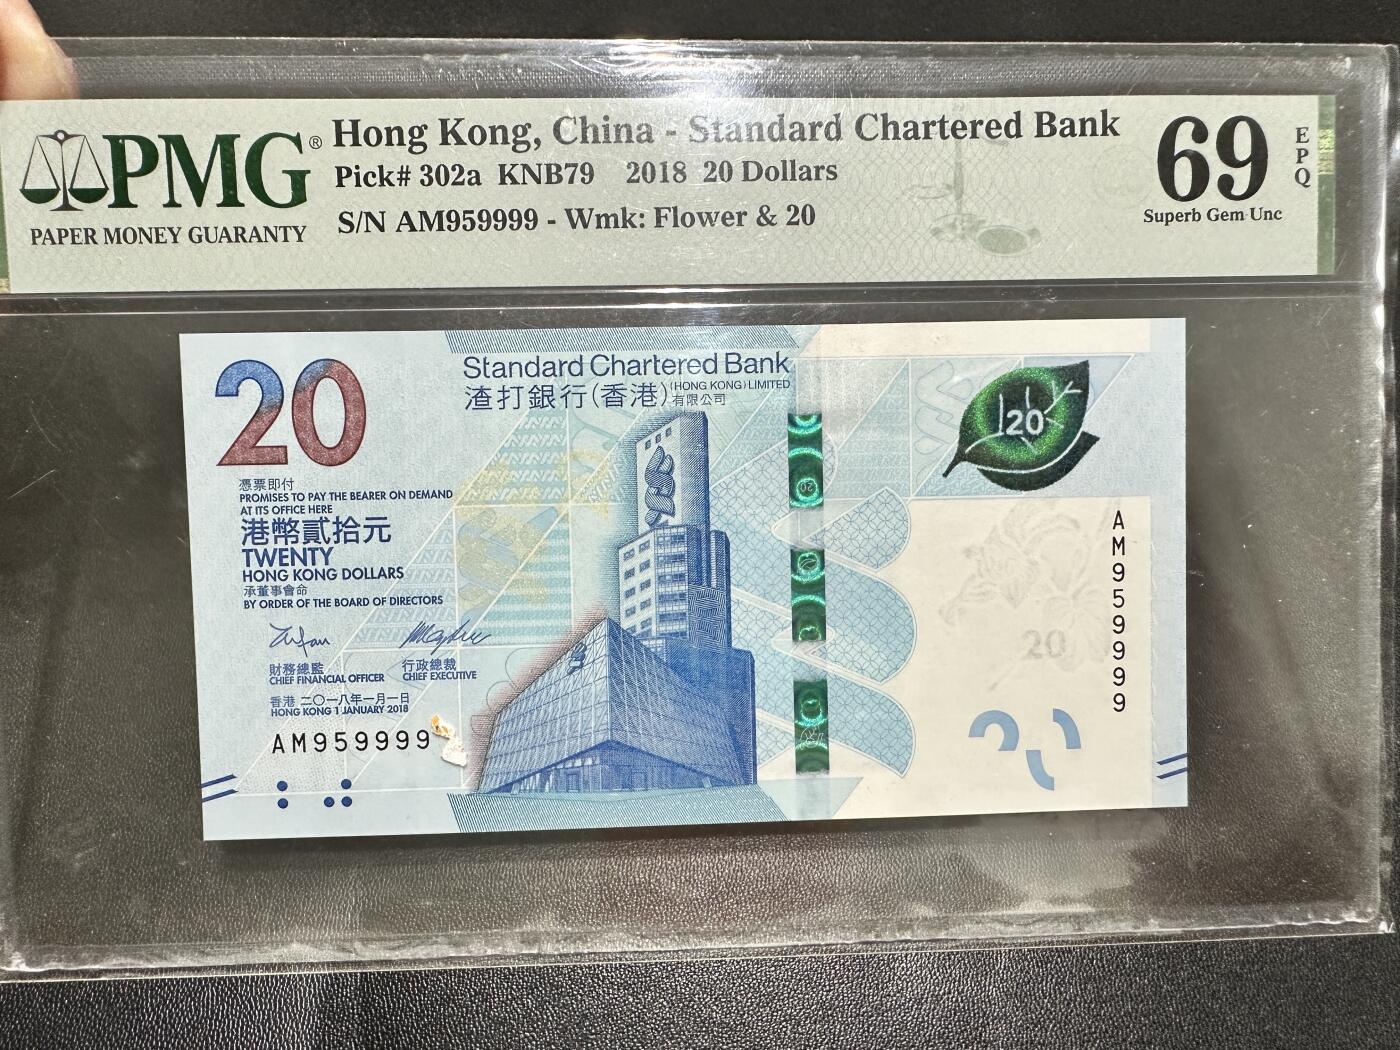 PMG®
PAPER MONEY GUARANTY
Hong Kong, China - Standard Chartered Bank
Pick# 302a KNB79 2018 20 Dollars
S/N AM959999 - Wmk: Flower & 20
69
EPQ
Superb Gem Unc
20
Standard Chartered Bank
(HONG KONG) LIMITED
渣打銀行(香港)有限公司
20
憑票即付
PROMISES TO PAY THE BEARER ON DEMAND
AT ITS OFFICE HERE
港幣貳拾元
TWENTY
HONG KONG DOLLARS
承董事會命
BY ORDER OF THE BOARD OF DIRECTORS
財務總監
CHIEF FINANCIAL OFFICER
行政總裁
CHIEF EXECUTIVE
香港 二〇一八年一月一日
HONG KONG 1 JANUARY 2018
AM959999
20
AM959999
20